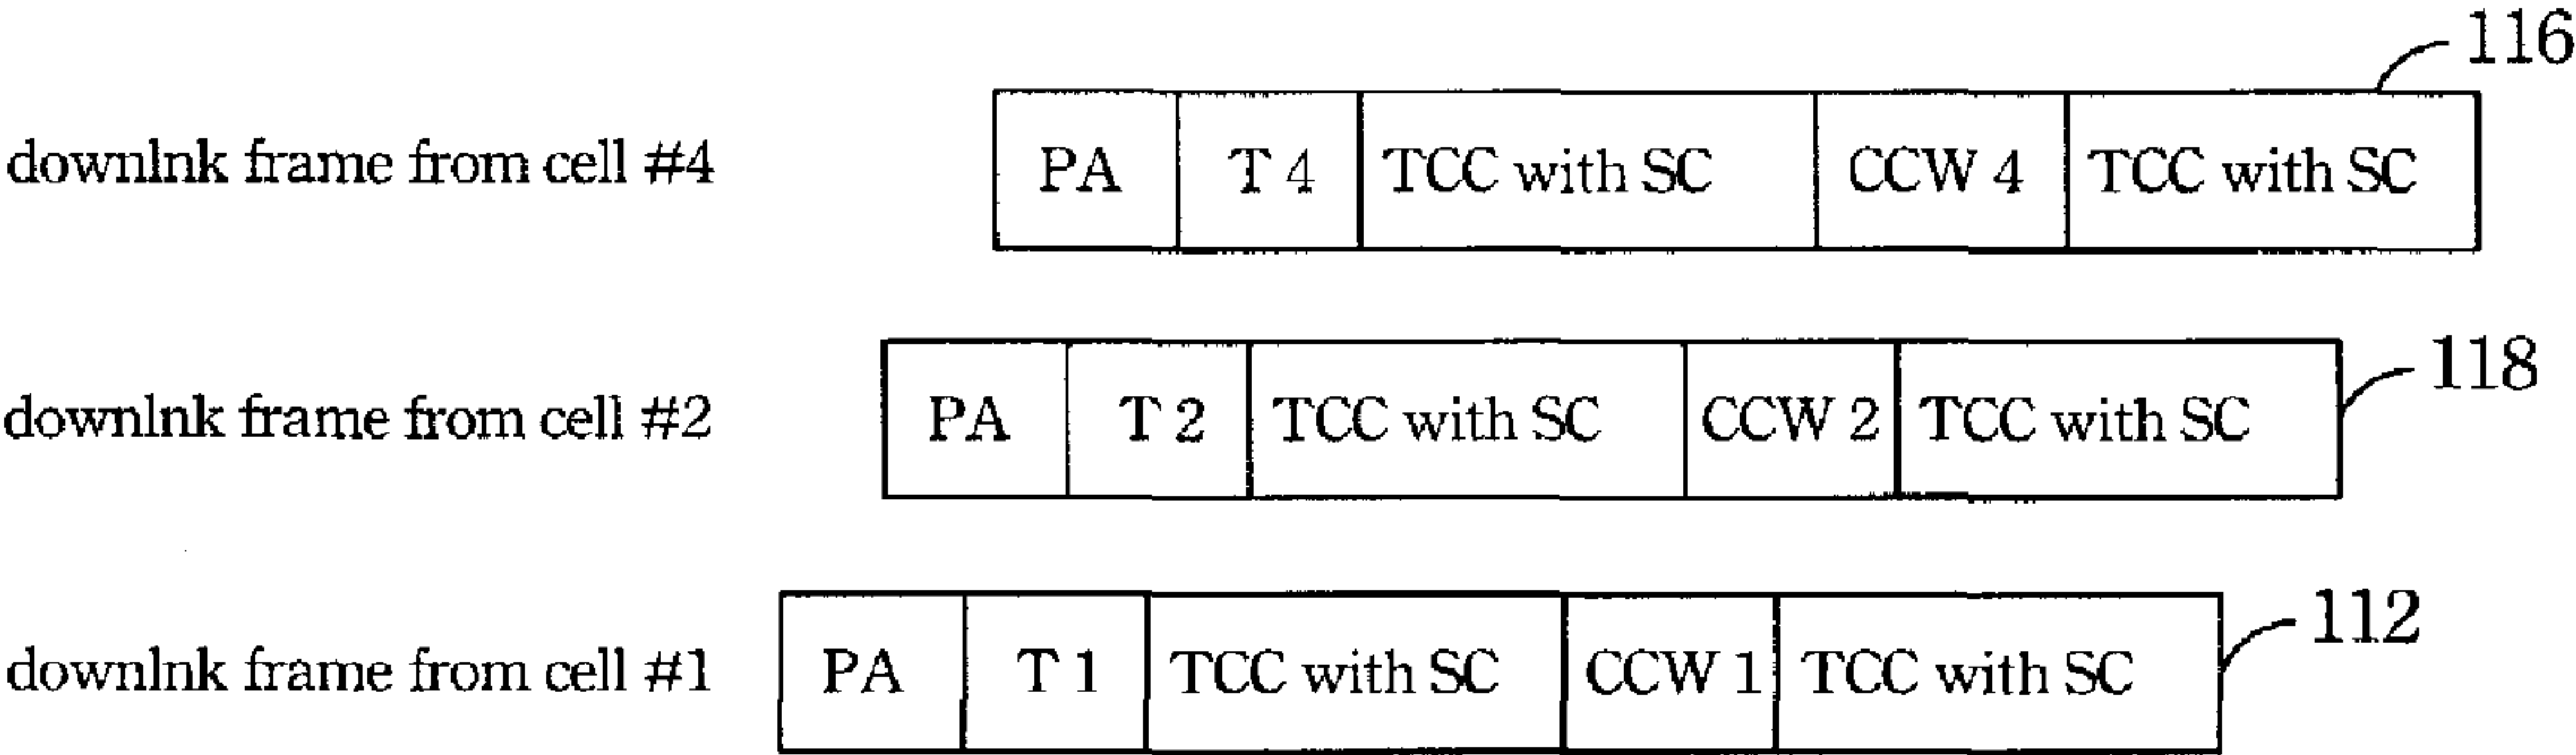 116
downlnk frame from cell #4 PA T 4 TCC with SC CCW 4 TCC with SC
118
downlnk frame from cell #2 PA T 2 TCC with SC CCW 2 TCC with SC
112
downlnk frame from cell #1 PA T 1 TCC with SC CCW 1 TCC with SC